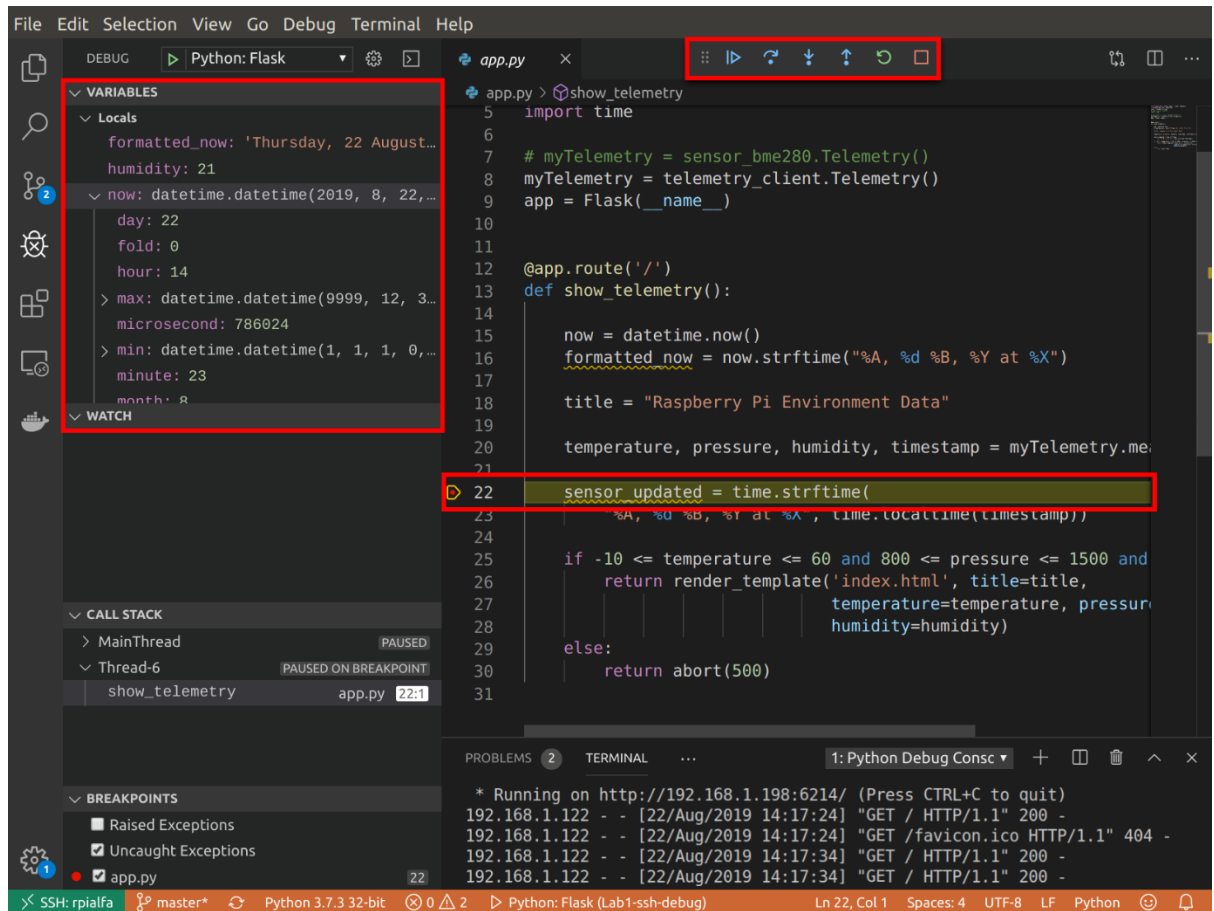 File Edit Selection View Go Debug Terminal Help
DEBUG Python: Flask
VARIABLES
Locals
formatted_now: 'Thursday, 22 August…
humidity: 21
now: datetime.datetime(2019, 8, 22,…
day: 22
fold: 0
hour: 14
max: datetime.datetime(9999, 12, 3…
microsecond: 786024
min: datetime.datetime(1, 1, 1, 0,…
minute: 23
month: 8
WATCH
CALL STACK
MainThread PAUSED
Thread-6 PAUSED ON BREAKPOINT
show_telemetry app.py 22:1
BREAKPOINTS
Raised Exceptions
Uncaught Exceptions
app.py 22
2
1
app.py ×
app.py > show_telemetry
5 import time
6
7 # myTelemetry = sensor_bme280.Telemetry()
8 myTelemetry = telemetry_client.Telemetry()
9 app = Flask(__name__)
10
11
12 @app.route('/')
13 def show_telemetry():
14
15 now = datetime.now()
16 formatted_now = now.strftime("%A, %d %B, %Y at %X")
17
18 title = "Raspberry Pi Environment Data"
19
20 temperature, pressure, humidity, timestamp = myTelemetry.mea
21
22 sensor_updated = time.strftime(
23 "%A, %d %B, %Y at %X", time.localtime(timestamp))
24
25 if -10 <= temperature <= 60 and 800 <= pressure <= 1500 and
26 return render_template('index.html', title=title,
27 temperature=temperature, pressure
28 humidity=humidity)
29 else:
30 return abort(500)
31
PROBLEMS 2 TERMINAL ··· 1: Python Debug Consc
* Running on http://192.168.1.198:6214/ (Press CTRL+C to quit)
192.168.1.122 - - [22/Aug/2019 14:17:24] "GET / HTTP/1.1" 200 -
192.168.1.122 - - [22/Aug/2019 14:17:24] "GET /favicon.ico HTTP/1.1" 404 -
192.168.1.122 - - [22/Aug/2019 14:17:34] "GET / HTTP/1.1" 200 -
192.168.1.122 - - [22/Aug/2019 14:17:34] "GET / HTTP/1.1" 200 -
SSH: rpialfa master* Python 3.7.3 32-bit 0 2 Python: Flask (Lab1-ssh-debug) Ln 22, Col 1 Spaces: 4 UTF-8 LF Python